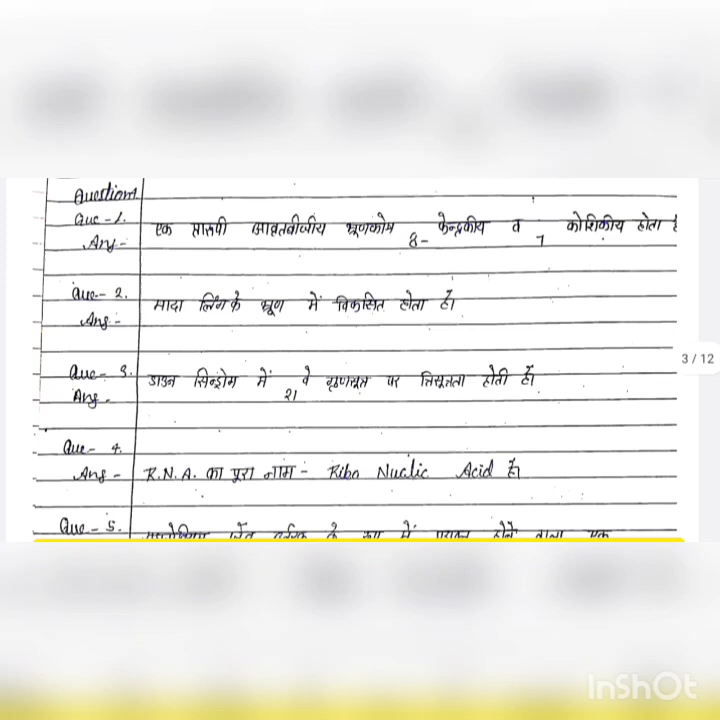 Question
Que - 1.
Ans - एक प्रारूपी आवृतबीजीय भ्रूणकोष 8- केन्द्रकीय व 7 कोशिकीय होता है
Que - 2.
Ans - मादा लिंग के भ्रूण में विकसित होता है।
Que - 3.
Ans. डाउन सिन्ड्रोम में 21 वे गुणसूत्र पर त्रिसूत्रता होती है।
Que - 4.
Ans - R.N.A. का पूरा नाम - Ribo Nuclic Acid है।
Que - 5.
के रूप में होने वाला एक
3 / 12
InShOt